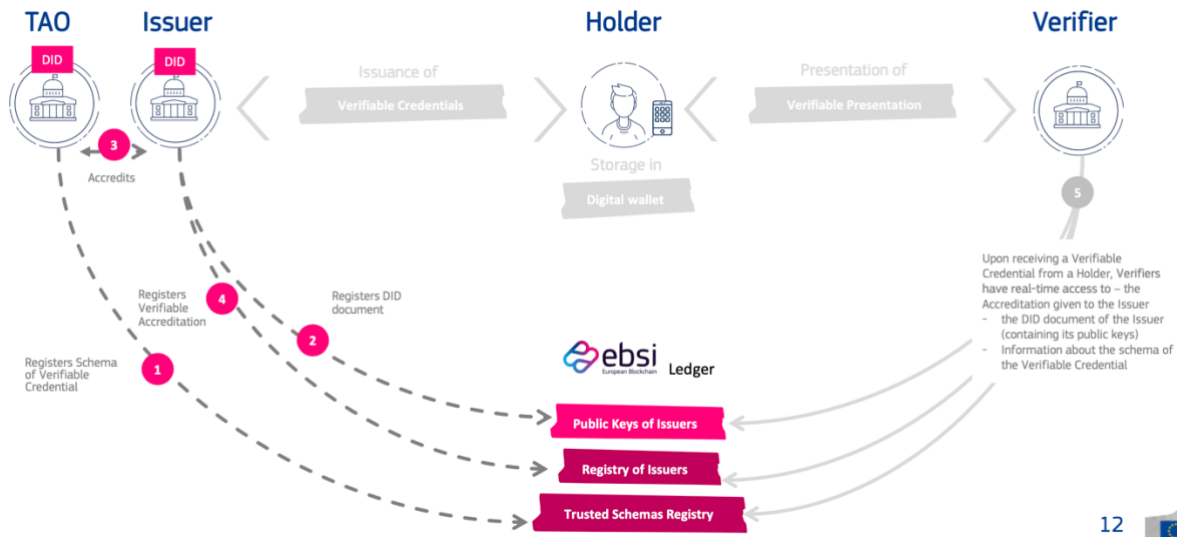 TAO
Issuer
Holder
Verifier
DID
DID
Issuance of
Verifiable Credentials
Presentation of
Verifiable Presentation
3
Accredits
Storage in
Digital wallet
5
Upon receiving a Verifiable
Credential from a Holder, Verifiers
have real-time access to – the
Accreditation given to the Issuer
- the DID document of the Issuer
(containing its public keys)
- Information about the schema of
the Verifiable Credential
Registers
Verifiable
Accreditation
4
Registers DID
document
2
Registers Schema
of Verifiable
Credential
1
ebsi
European Blockchain
Ledger
Public Keys of Issuers
Registry of Issuers
Trusted Schemas Registry
12